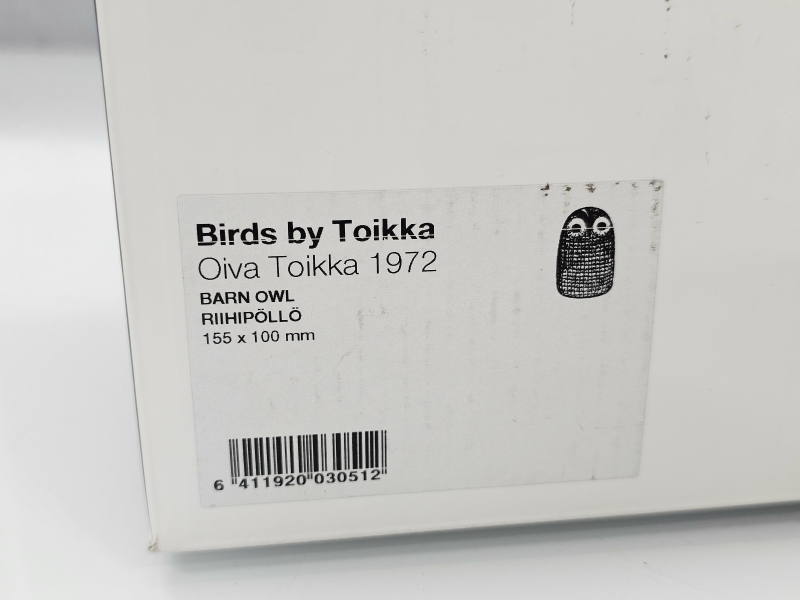 Birds by Toikka
Oiva Toikka 1972
BARN OWL
RIIHIPÖLLÖ
155 x 100 mm
6 411920 030512